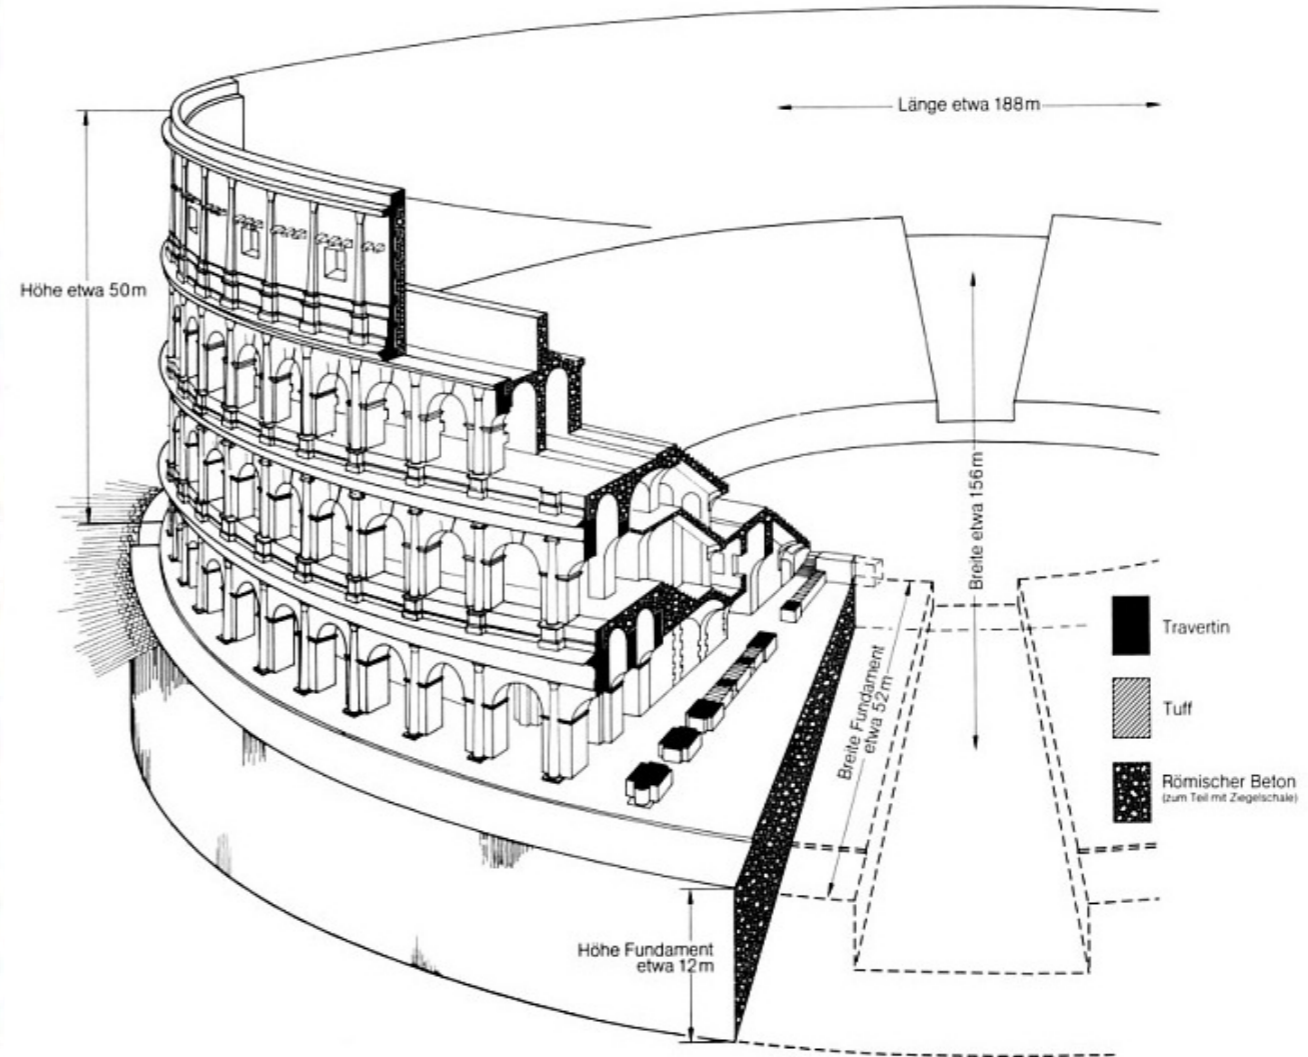 Länge etwa 188m
Höhe etwa 50m
Breite etwa 156m
Travertin
Breite Fundament
etwa 52m
Tuff
Römischer Beton
(zum Teil mit Ziegelschale)
Höhe Fundament
etwa 12m